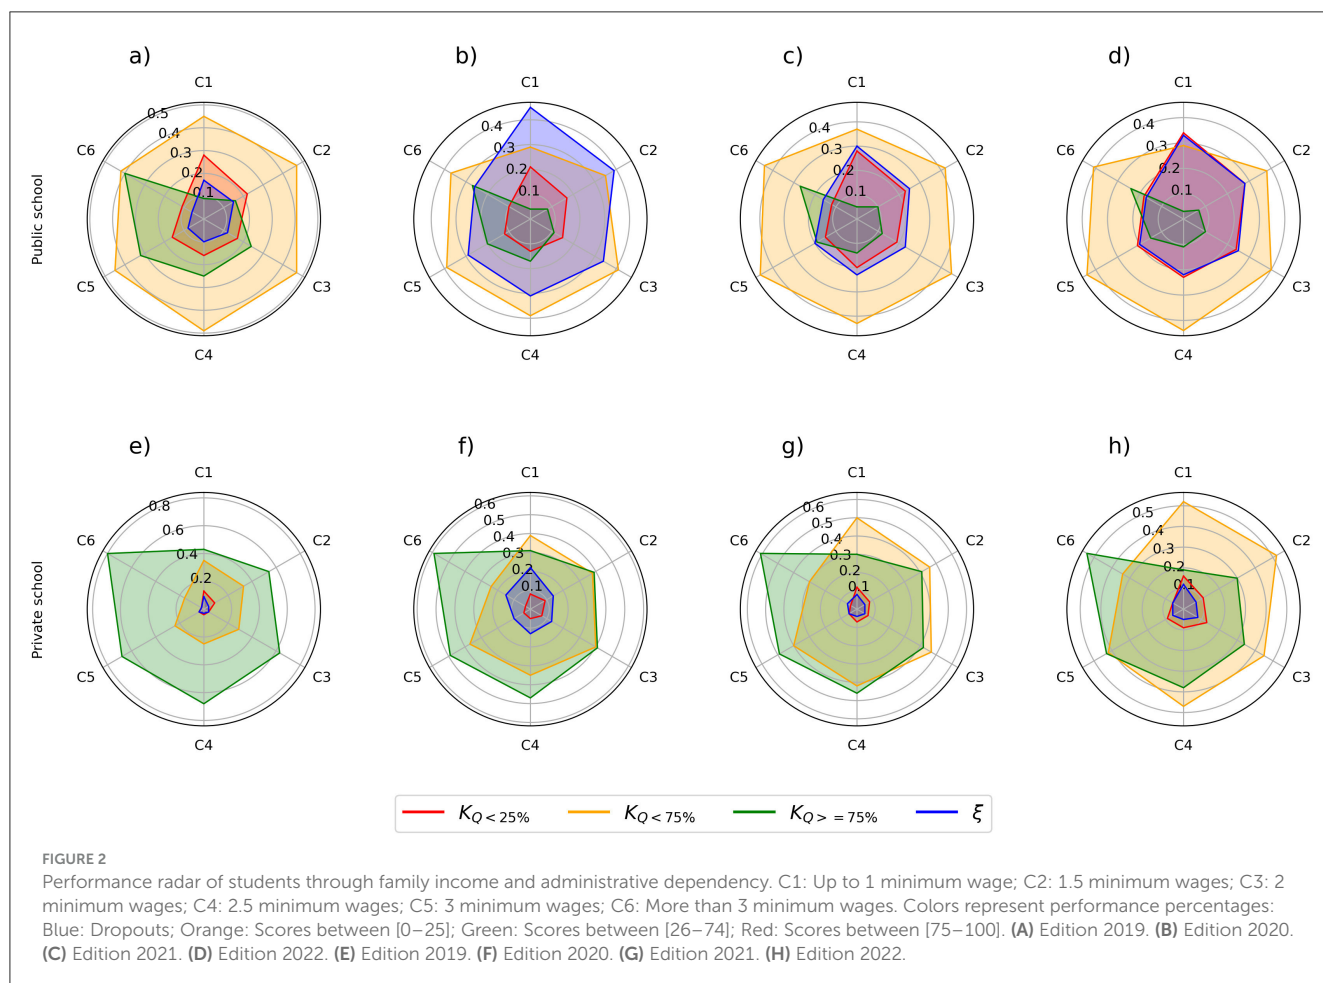 a)
b)
c)
d)
Public school
C1
C2
C3
C4
C5
C6
0.1
0.2
0.3
0.4
0.5
C1
C2
C3
C4
C5
C6
0.1
0.2
0.3
0.4
C1
C2
C3
C4
C5
C6
0.1
0.2
0.3
0.4
C1
C2
C3
C4
C5
C6
0.1
0.2
0.3
0.4
e)
f)
g)
h)
Private school
C1
C2
C3
C4
C5
C6
0.2
0.4
0.6
0.8
C1
C2
C3
C4
C5
C6
0.1
0.2
0.3
0.4
0.5
0.6
C1
C2
C3
C4
C5
C6
0.1
0.2
0.3
0.4
0.5
0.6
C1
C2
C3
C4
C5
C6
0.1
0.2
0.3
0.4
0.5
K Q<25% K Q<75% K Q>=75% ξ
FIGURE 2
Performance radar of students through family income and administrative dependency. C1: Up to 1 minimum wage; C2: 1.5 minimum wages; C3: 2
minimum wages; C4: 2.5 minimum wages; C5: 3 minimum wages; C6: More than 3 minimum wages. Colors represent performance percentages:
Blue: Dropouts; Orange: Scores between [0–25]; Green: Scores between [26–74]; Red: Scores between [75–100]. (A) Edition 2019. (B) Edition 2020.
(C) Edition 2021. (D) Edition 2022. (E) Edition 2019. (F) Edition 2020. (G) Edition 2021. (H) Edition 2022.